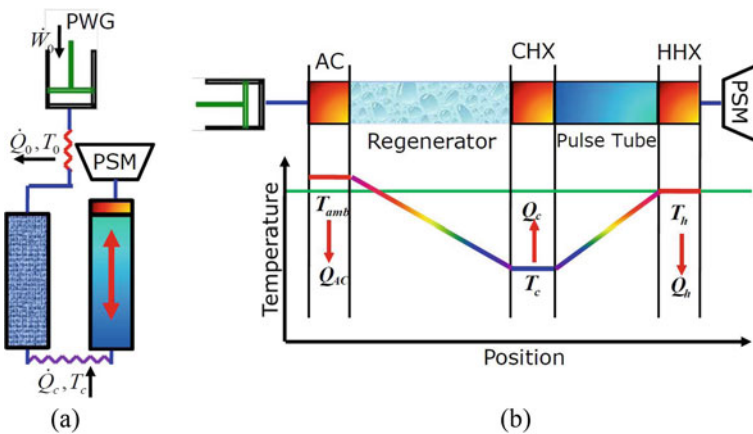 PWG
Ẇ₀
Q̇₀, T₀
PSM
Q̇c, Tc
(a)
AC
CHX
HHX
PSM
Regenerator
Pulse Tube
Temperature
Tamb
QAC
Qc
Tc
Th
Qh
Position
(b)